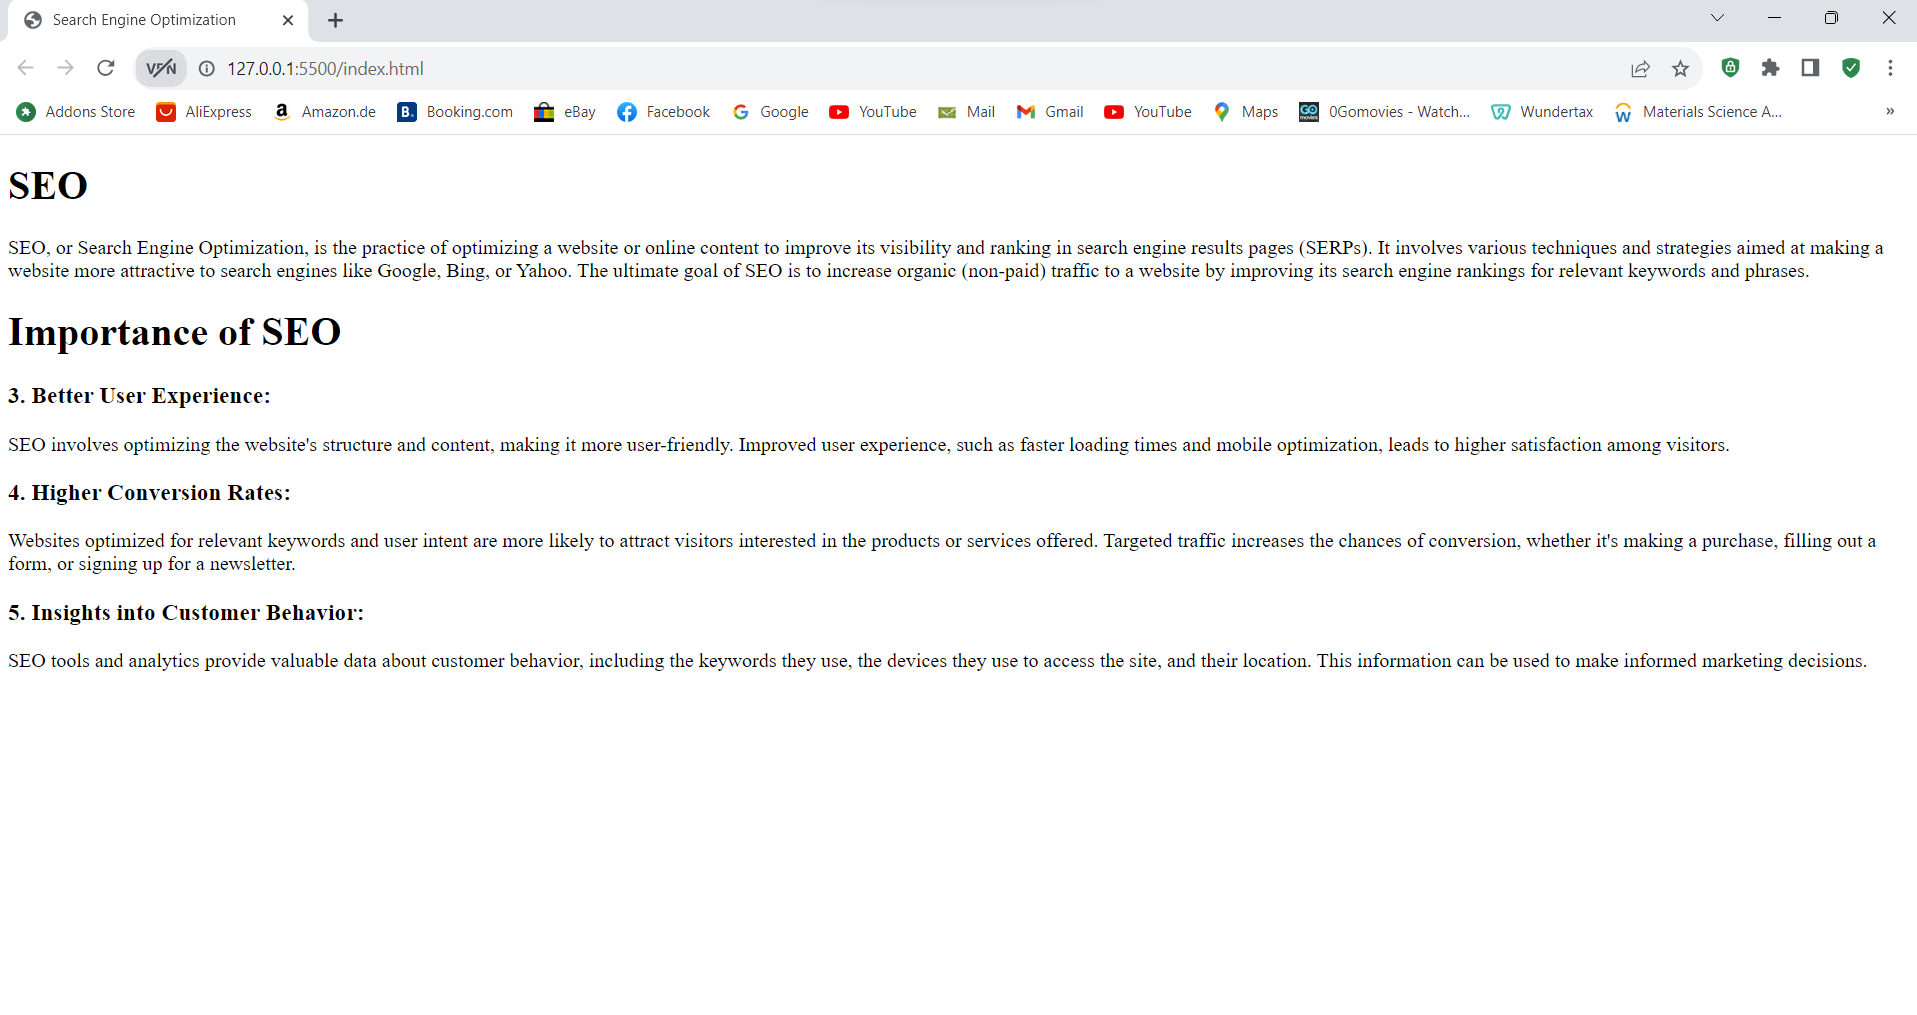 Search Engine Optimization
VPN 127.0.0.1:5500/index.html
Addons Store AliExpress Amazon.de Booking.com eBay Facebook Google YouTube Mail Gmail YouTube Maps 0Gomovies - Watch... Wundertax Materials Science A... »
SEO
SEO, or Search Engine Optimization, is the practice of optimizing a website or online content to improve its visibility and ranking in search engine results pages (SERPs). It involves various techniques and strategies aimed at making a
website more attractive to search engines like Google, Bing, or Yahoo. The ultimate goal of SEO is to increase organic (non-paid) traffic to a website by improving its search engine rankings for relevant keywords and phrases.
Importance of SEO
3. Better User Experience:
SEO involves optimizing the website's structure and content, making it more user-friendly. Improved user experience, such as faster loading times and mobile optimization, leads to higher satisfaction among visitors.
4. Higher Conversion Rates:
Websites optimized for relevant keywords and user intent are more likely to attract visitors interested in the products or services offered. Targeted traffic increases the chances of conversion, whether it's making a purchase, filling out a
form, or signing up for a newsletter.
5. Insights into Customer Behavior:
SEO tools and analytics provide valuable data about customer behavior, including the keywords they use, the devices they use to access the site, and their location. This information can be used to make informed marketing decisions.